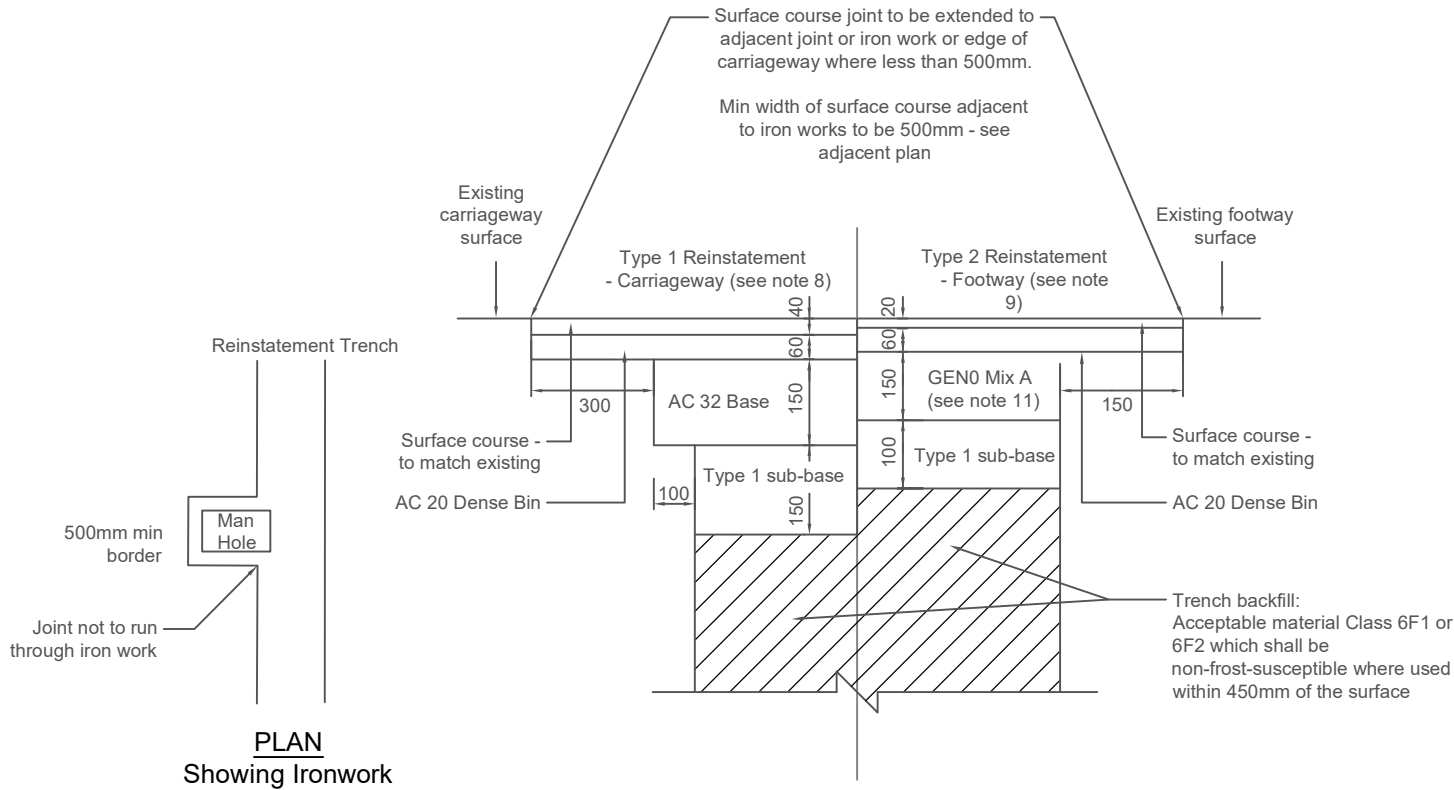 Surface course joint to be extended to
adjacent joint or iron work or edge of
carriageway where less than 500mm.
Min width of surface course adjacent
to iron works to be 500mm - see
adjacent plan
Existing
carriageway
surface
Existing footway
surface
Type 1 Reinstatement
- Carriageway (see note 8)
Type 2 Reinstatement
- Footway (see note
9)
40
20
60
60
Reinstatement Trench
300
AC 32 Base
150
150
GEN0 Mix A
(see note 11)
150
Surface course -
to match existing
Type 1 sub-base
100
Type 1 sub-base
Surface course -
to match existing
AC 20 Dense Bin
100
150
AC 20 Dense Bin
500mm min
border
Man
Hole
Joint not to run
through iron work
Trench backfill:
Acceptable material Class 6F1 or
6F2 which shall be
non-frost-susceptible where used
within 450mm of the surface
PLAN
Showing Ironwork